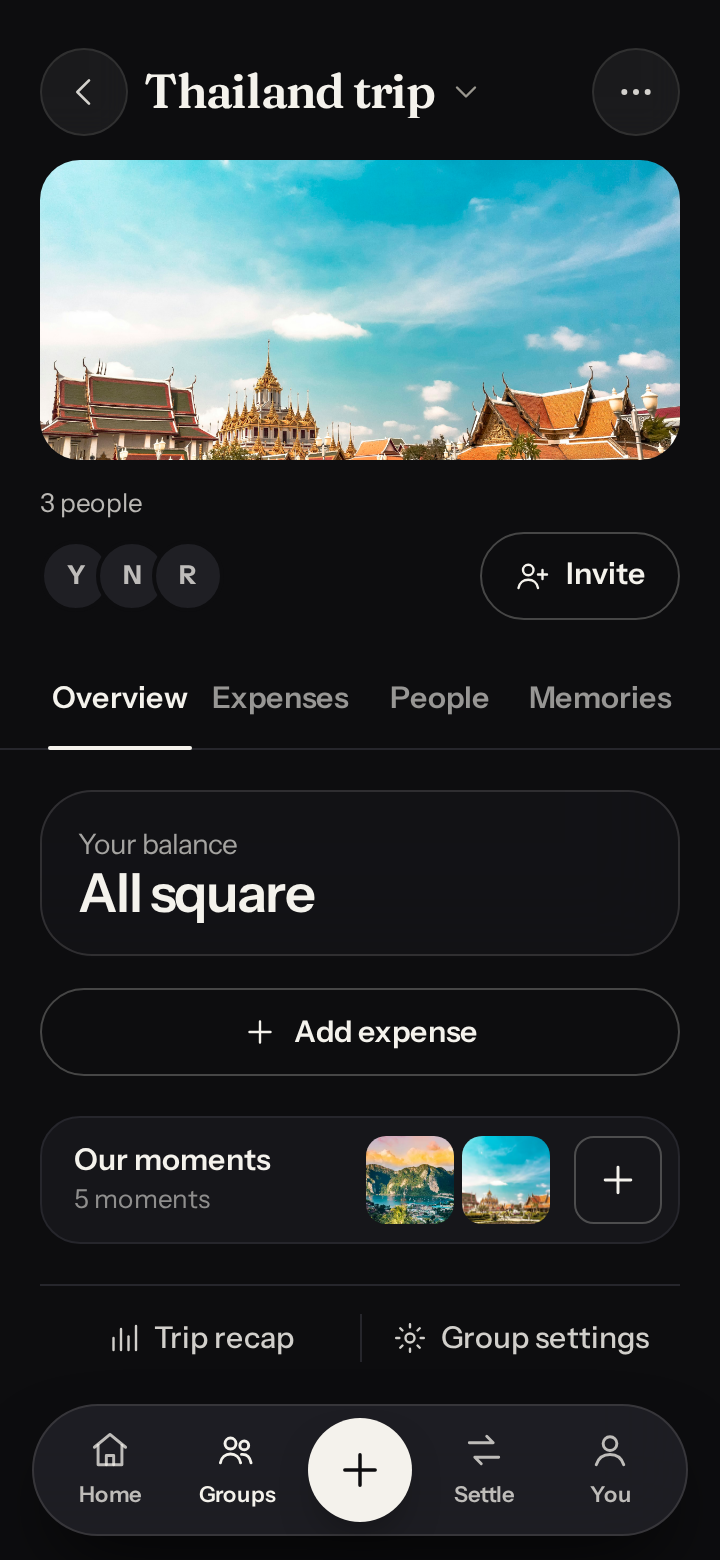 Thailand trip
3 people
Y N R
Invite
Overview Expenses People Memories
Your balance
All square
Add expense
Our moments
5 moments
Trip recap
Group settings
Home Groups Settle You